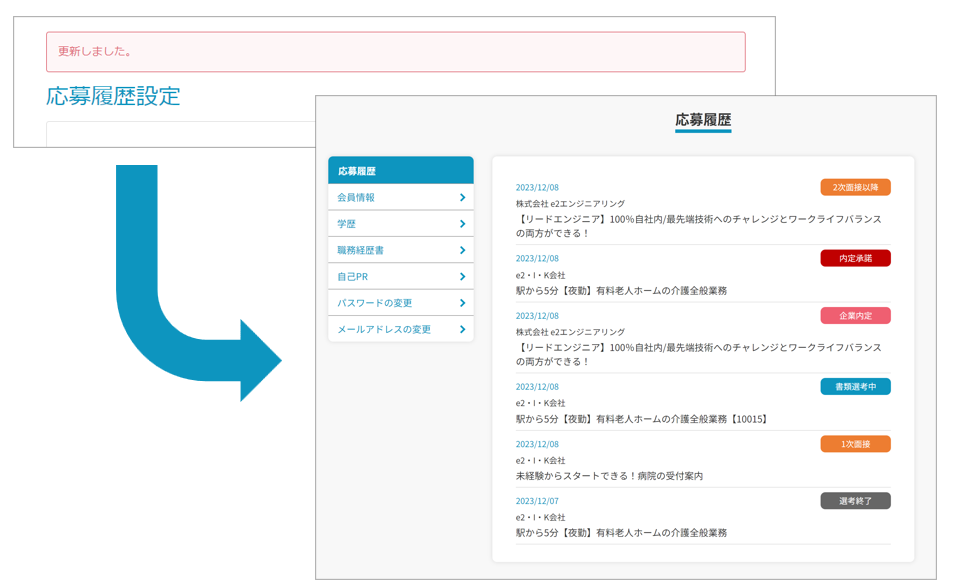 更新しました。
応募履歴設定
応募履歴
応募履歴
会員情報
学歴
職務経歴書
自己PR
パスワードの変更
メールアドレスの変更
2023/12/08
2次面接以降
株式会社 e2エンジニアリング
【リードエンジニア】100%自社内/最先端技術へのチャレンジとワークライフバランス
の両方ができる！
2023/12/08
内定承諾
e2・I・K会社
駅から5分【夜勤】有料老人ホームの介護全般業務
2023/12/08
企業内定
株式会社 e2エンジニアリング
【リードエンジニア】100%自社内/最先端技術へのチャレンジとワークライフバランス
の両方ができる！
2023/12/08
書類選考中
e2・I・K会社
駅から5分【夜勤】有料老人ホームの介護全般業務【10015】
2023/12/08
1次面接
e2・I・K会社
未経験からスタートできる！病院の受付案内
2023/12/07
選考終了
e2・I・K会社
駅から5分【夜勤】有料老人ホームの介護全般業務